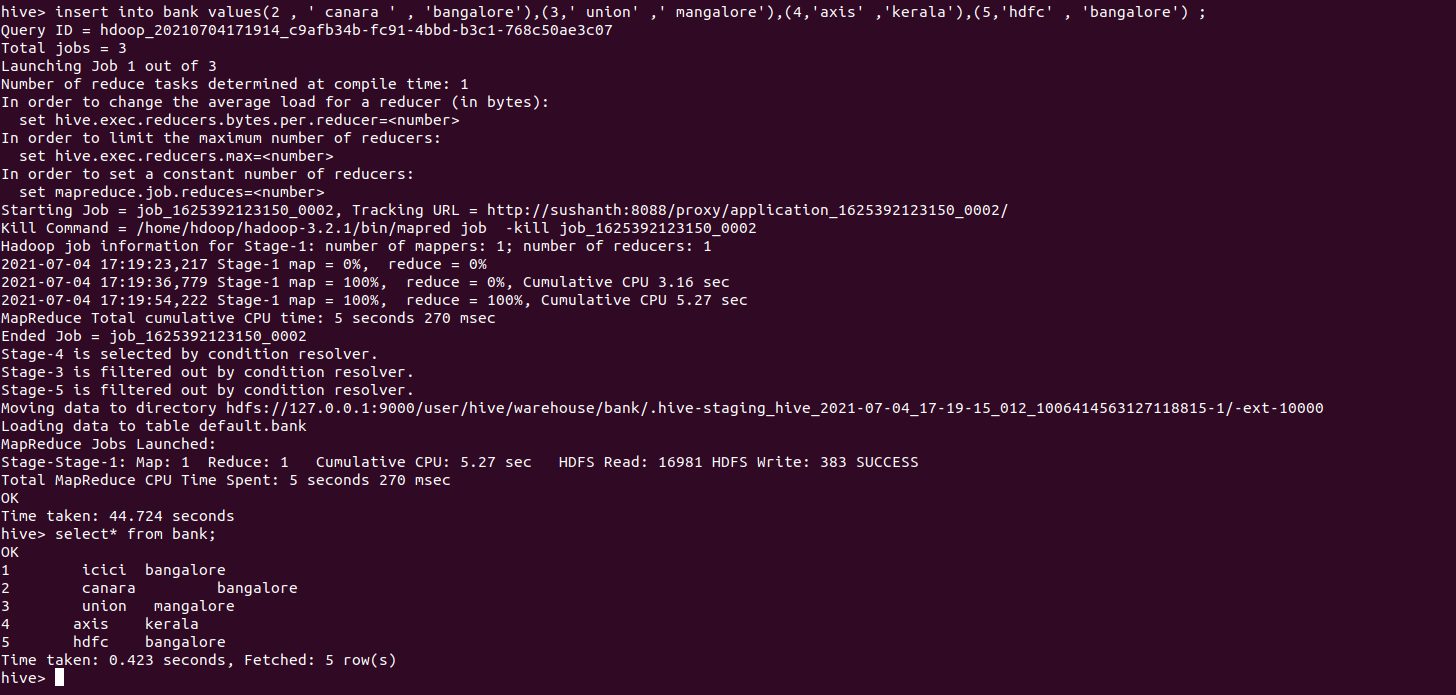 hive> insert into bank values(2 , ' canara ' , 'bangalore'),(3,' union' ,' mangalore'),(4,'axis' ,'kerala'),(5,'hdfc' , 'bangalore') ;
Query ID = hdoop_20210704171914_c9afb34b-fc91-4bbd-b3c1-768c50ae3c07
Total jobs = 3
Launching Job 1 out of 3
Number of reduce tasks determined at compile time: 1
In order to change the average load for a reducer (in bytes):
  set hive.exec.reducers.bytes.per.reducer=<number>
In order to limit the maximum number of reducers:
  set hive.exec.reducers.max=<number>
In order to set a constant number of reducers:
  set mapreduce.job.reduces=<number>
Starting Job = job_1625392123150_0002, Tracking URL = http://sushanth:8088/proxy/application_1625392123150_0002/
Kill Command = /home/hdoop/hadoop-3.2.1/bin/mapred job  -kill job_1625392123150_0002
Hadoop job information for Stage-1: number of mappers: 1; number of reducers: 1
2021-07-04 17:19:23,217 Stage-1 map = 0%,  reduce = 0%
2021-07-04 17:19:36,779 Stage-1 map = 100%,  reduce = 0%, Cumulative CPU 3.16 sec
2021-07-04 17:19:54,222 Stage-1 map = 100%,  reduce = 100%, Cumulative CPU 5.27 sec
MapReduce Total cumulative CPU time: 5 seconds 270 msec
Ended Job = job_1625392123150_0002
Stage-4 is selected by condition resolver.
Stage-3 is filtered out by condition resolver.
Stage-5 is filtered out by condition resolver.
Moving data to directory hdfs://127.0.0.1:9000/user/hive/warehouse/bank/.hive-staging_hive_2021-07-04_17-19-15_012_1006414563127118815-1/-ext-10000
Loading data to table default.bank
MapReduce Jobs Launched:
Stage-Stage-1: Map: 1  Reduce: 1   Cumulative CPU: 5.27 sec   HDFS Read: 16981 HDFS Write: 383 SUCCESS
Total MapReduce CPU Time Spent: 5 seconds 270 msec
OK
Time taken: 44.724 seconds
hive> select* from bank;
OK
1        icici  bangalore
2        canara         bangalore
3        union   mangalore
4       axis    kerala
5       hdfc    bangalore
Time taken: 0.423 seconds, Fetched: 5 row(s)
hive>